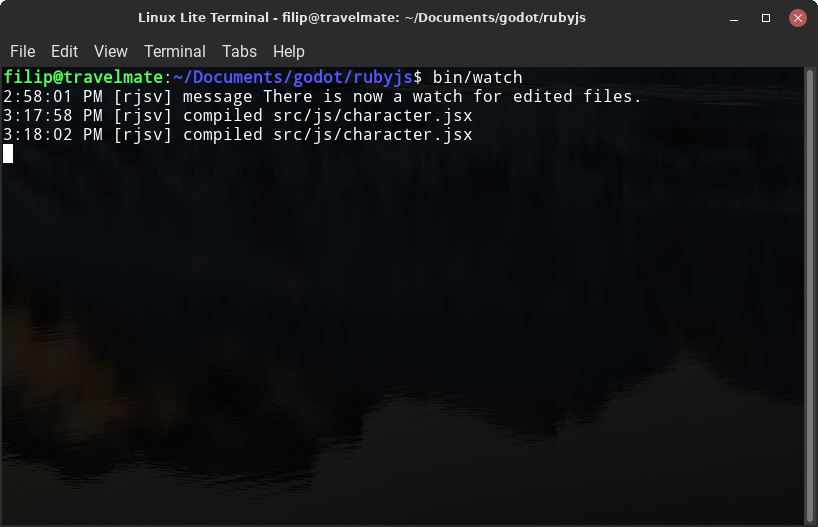 Linux Lite Terminal - filip@travelmate: ~/Documents/godot/rubyjs
File Edit View Terminal Tabs Help
filip@travelmate:~/Documents/godot/rubyjs$ bin/watch
2:58:01 PM [rjsv] message There is now a watch for edited files.
3:17:58 PM [rjsv] compiled src/js/character.jsx
3:18:02 PM [rjsv] compiled src/js/character.jsx